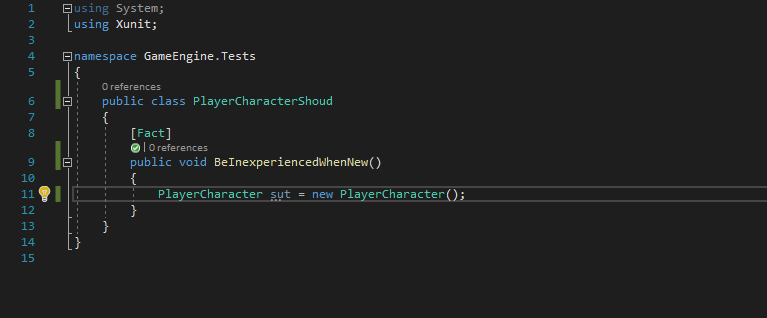 1 using System;
2 using Xunit;
3
4 namespace GameEngine.Tests
5 {
0 references
6 public class PlayerCharacterShoud
7 {
8 [Fact]
| 0 references
9 public void BeInexperiencedWhenNew()
10 {
11 PlayerCharacter sut = new PlayerCharacter();
12 }
13 }
14 }
15